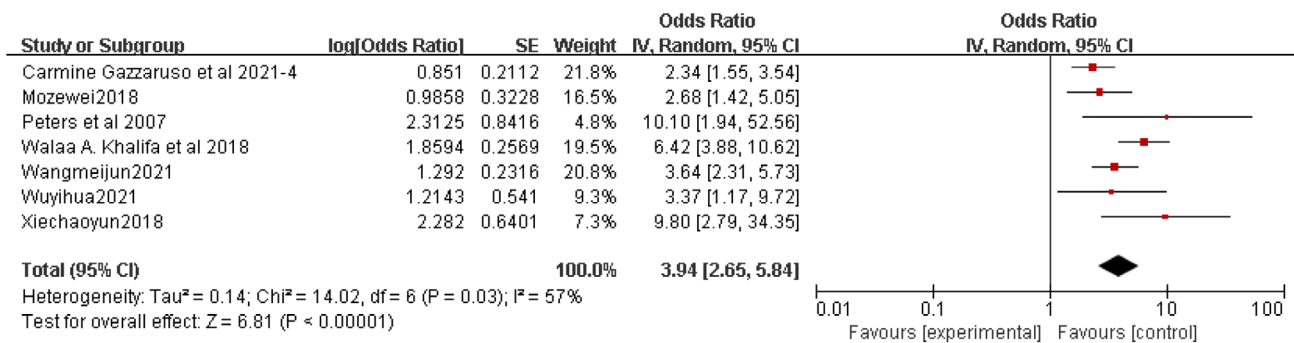 Odds Ratio Odds Ratio
Study or Subgroup log[Odds Ratio] SE Weight IV, Random, 95% CI IV, Random, 95% CI
Carmine Gazzaruso et al 2021-4 0.851 0.2112 21.8% 2.34 [1.55, 3.54]
Mozewei2018 0.9858 0.3228 16.5% 2.68 [1.42, 5.05]
Peters et al 2007 2.3125 0.8416 4.8% 10.10 [1.94, 52.56]
Walaa A. Khalifa et al 2018 1.8594 0.2569 19.5% 6.42 [3.88, 10.62]
Wangmeijun2021 1.292 0.2316 20.8% 3.64 [2.31, 5.73]
Wuyihua2021 1.2143 0.541 9.3% 3.37 [1.17, 9.72]
Xiechaoyun2018 2.282 0.6401 7.3% 9.80 [2.79, 34.35]
Total (95% CI) 100.0% 3.94 [2.65, 5.84]
Heterogeneity: Tau² = 0.14; Chi² = 14.02, df = 6 (P = 0.03); I² = 57%
Test for overall effect: Z = 6.81 (P < 0.00001)
0.01 0.1 1 10 100
Favours [experimental] Favours [control]